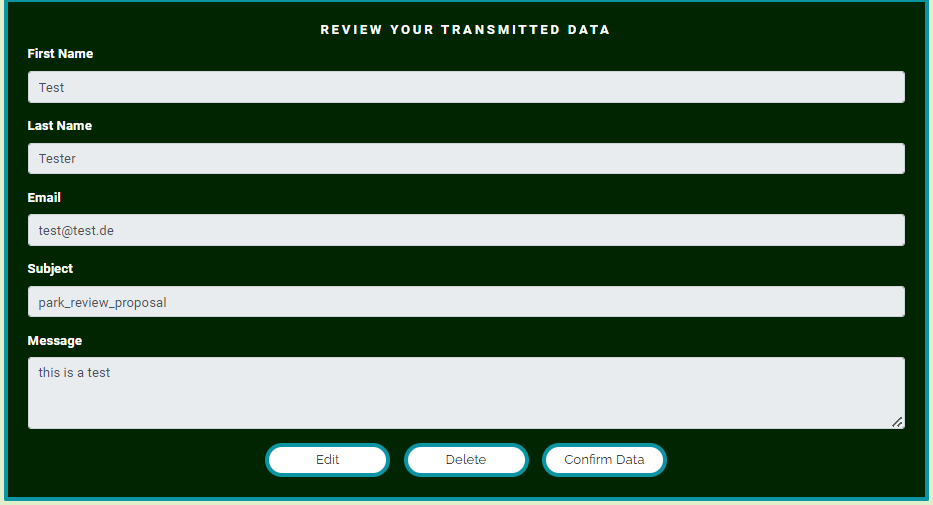 REVIEW YOUR TRANSMITTED DATA
First Name
Test
Last Name
Tester
Email
test@test.de
Subject
park_review_proposal
Message
this is a test
Edit Delete Confirm Data